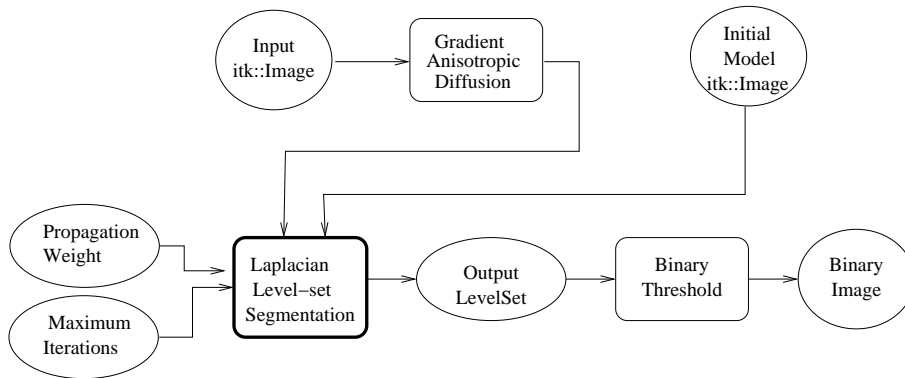 Input
itk::Image
Gradient
Anisotropic
Diffusion
Initial
Model
itk::Image
Propagation
Weight
Maximum
Iterations
Laplacian
Level-set
Segmentation
Output
LevelSet
Binary
Threshold
Binary
Image